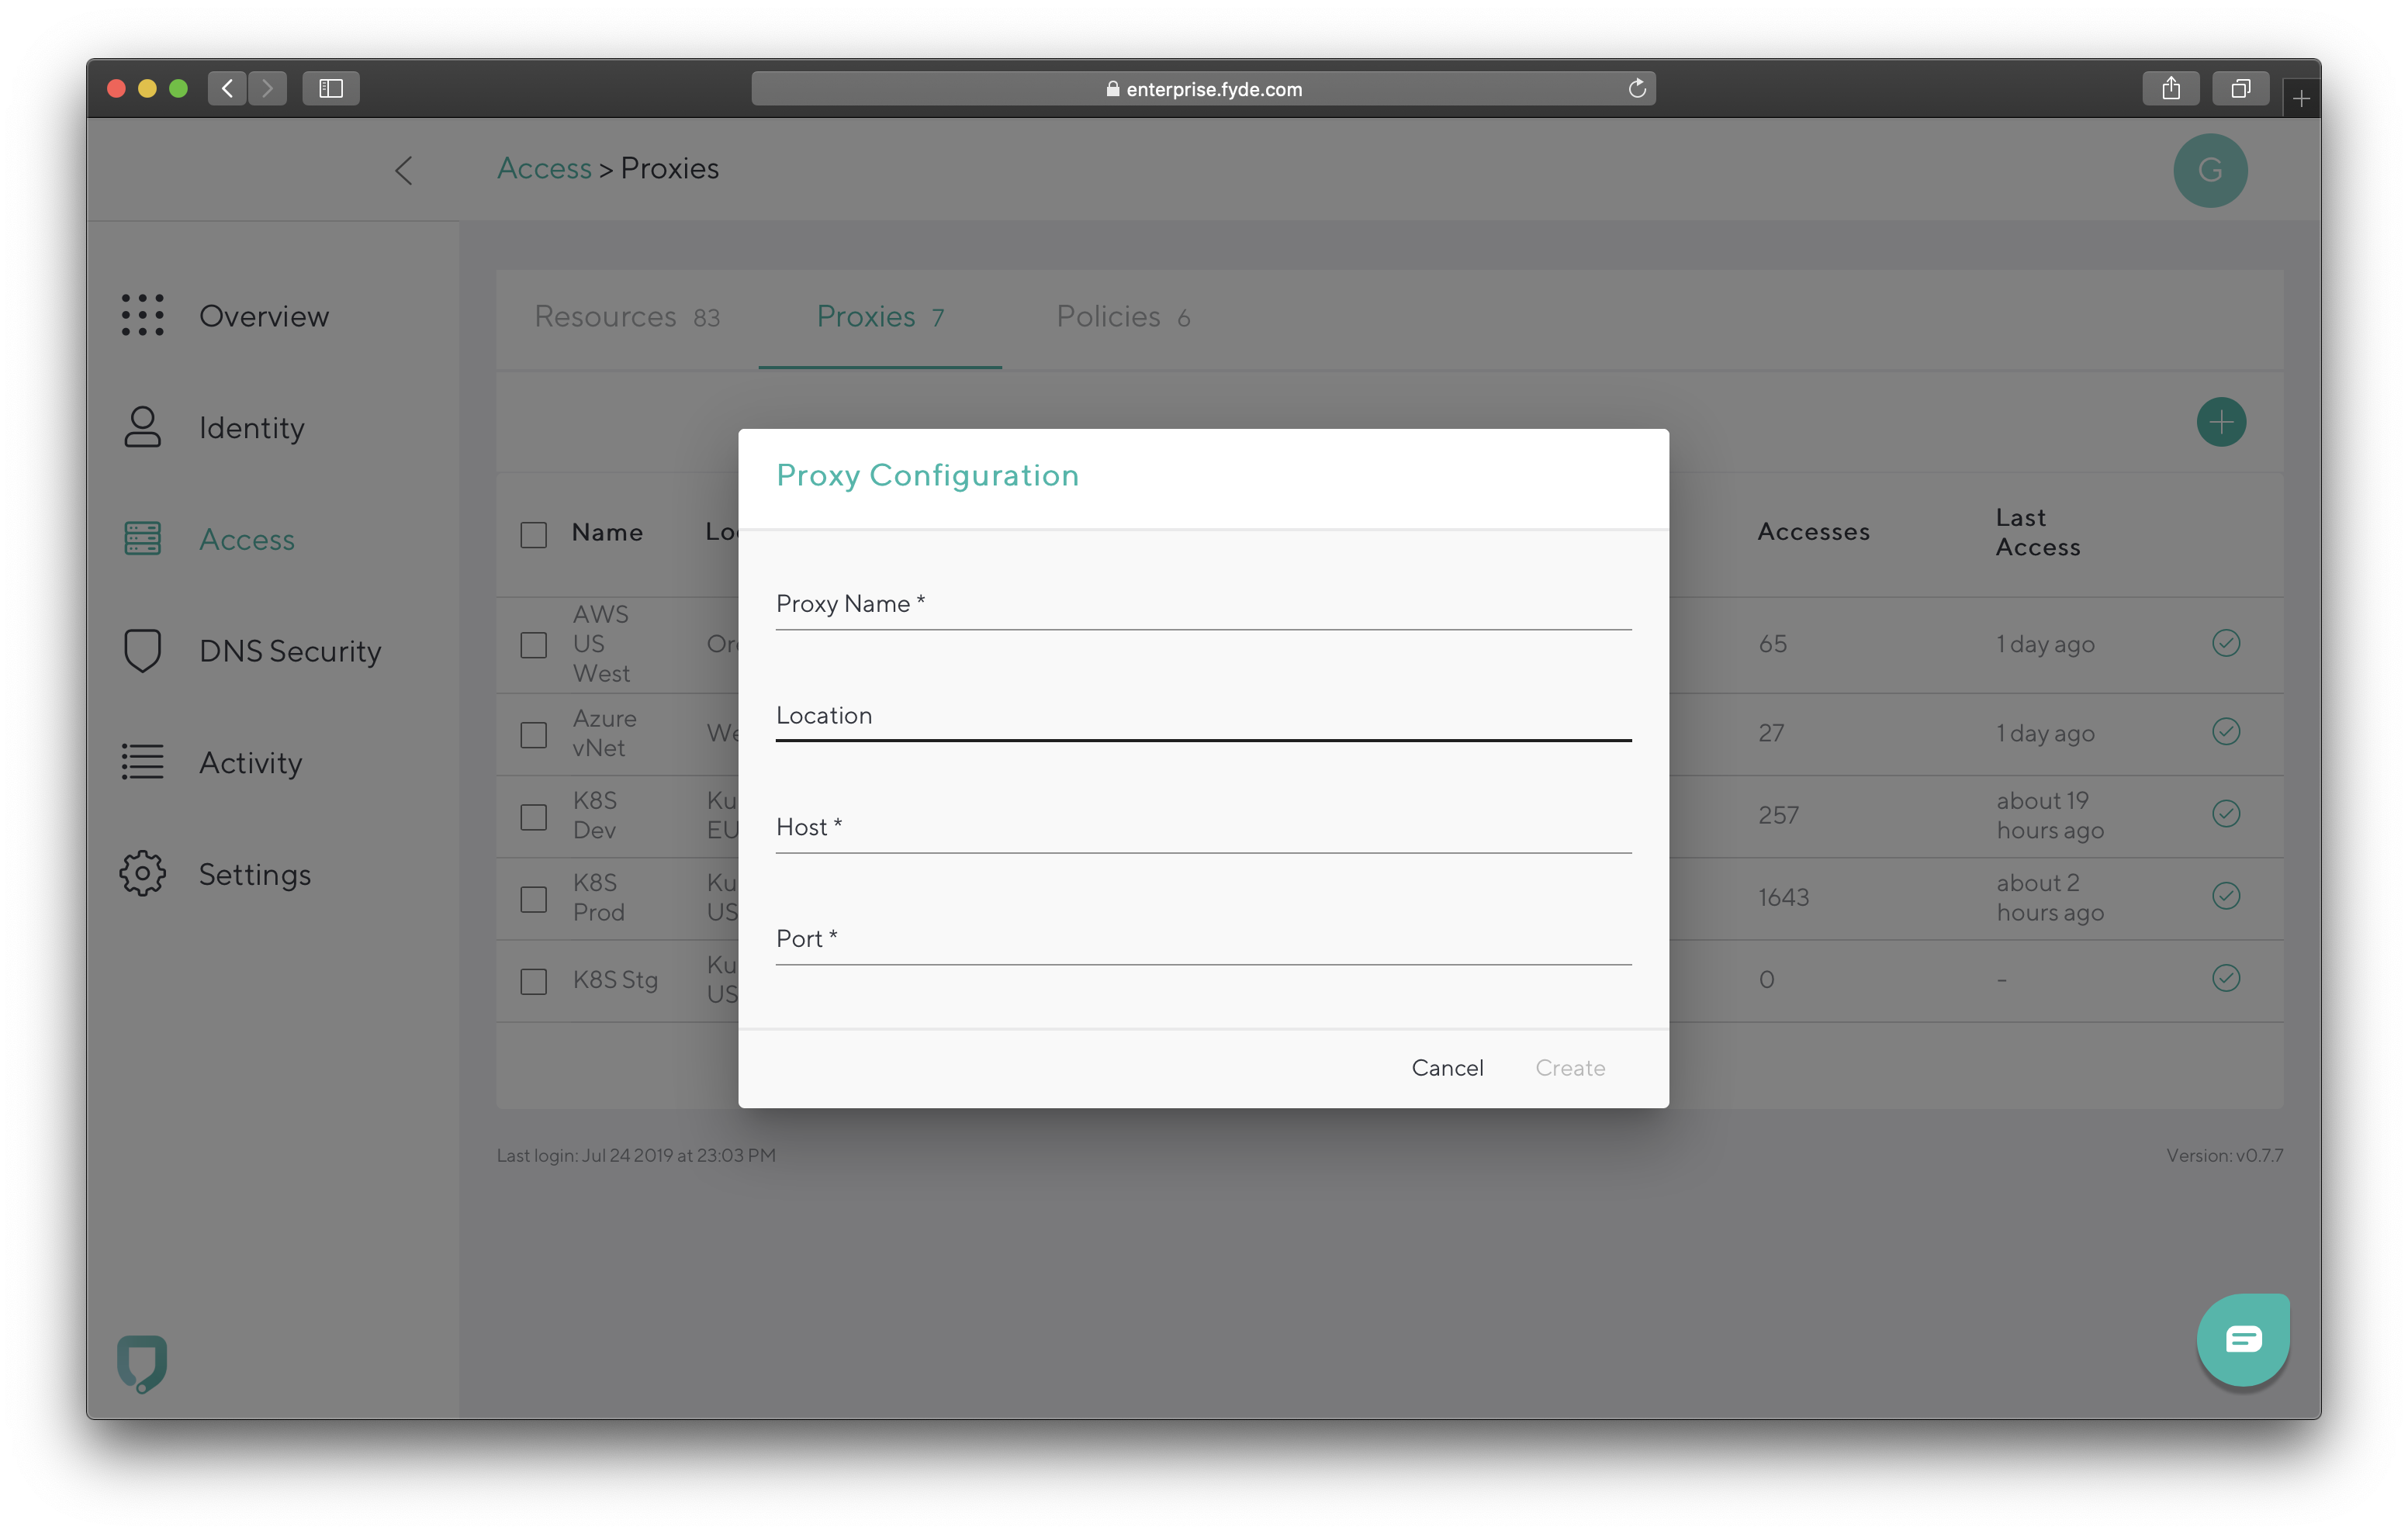 enterprise.fyde.com
Access > Proxies
G
Overview
Identity
Access
DNS Security
Activity
Settings
Resources 83
Proxies 7
Policies 6
Name
Accesses
Last
Access
AWS
US
West
65
1 day ago
Azure
vNet
27
1 day ago
K8S
Dev
Ku
EU
257
about 19
hours ago
K8S
Prod
Ku
US
1643
about 2
hours ago
K8S Stg
Ku
US
0
-
Proxy Configuration
Proxy Name *
Location
Host *
Port *
Cancel
Create
Last login: Jul 24 2019 at 23:03 PM
Version: v0.7.7